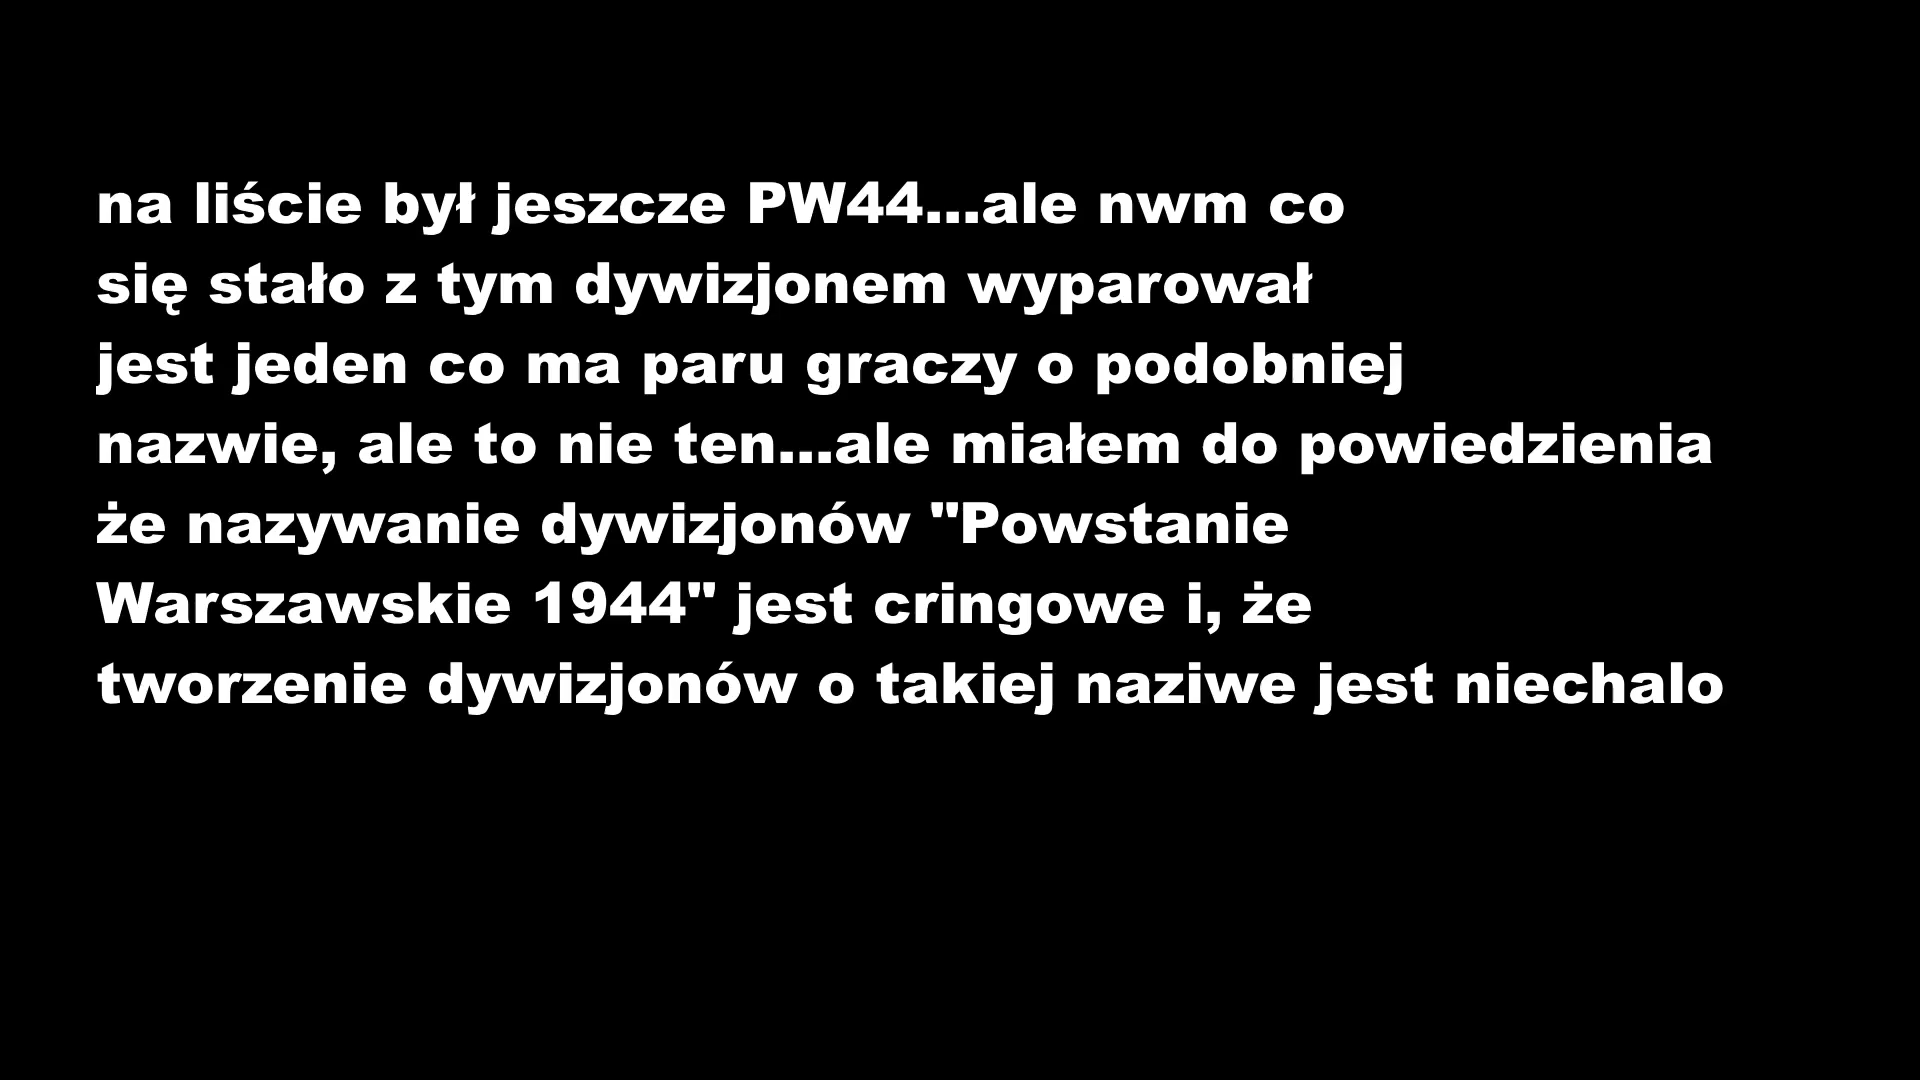 na liście był jeszcze PW44...ale nwm co
się stało z tym dywizjonem wyparował
jest jeden co ma paru graczy o podobniej
nazwie, ale to nie ten...ale miałem do powiedzienia
że nazywanie dywizjonów "Powstanie
Warszawskie 1944" jest cringowe i, że
tworzenie dywizjonów o takiej naziwe jest niechalo